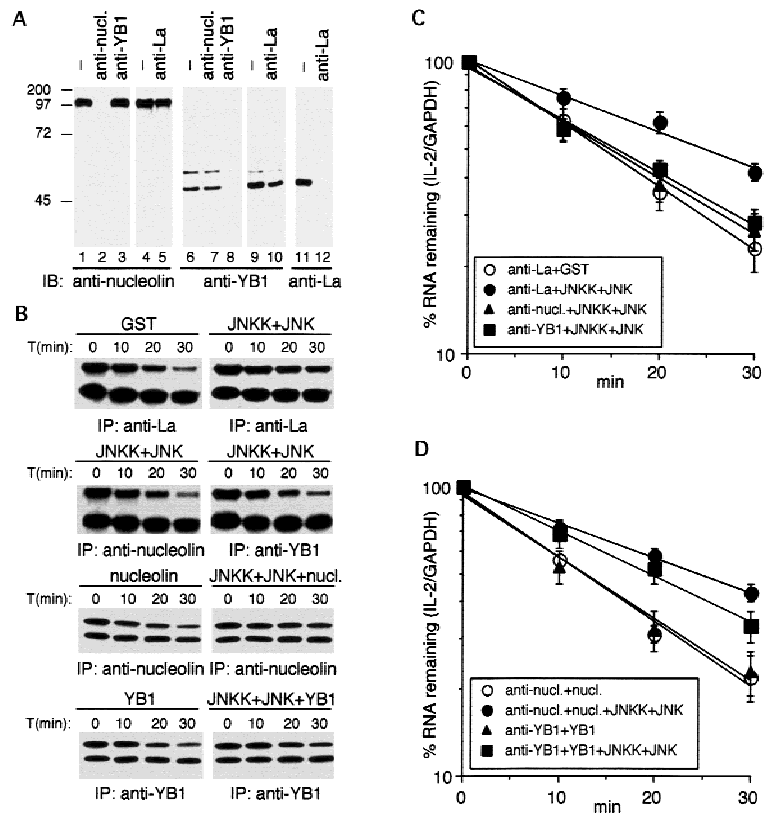 A
–
anti-nucl.
anti-YB1
–
anti-La
–
anti-nucl.
anti-YB1
–
anti-La
–
anti-La
200
97
72
45
1 2 3 4 5 6 7 8 9 10 11 12
IB: anti-nucleolin anti-YB1 anti-La
B
GST JNKK+JNK
T(min): 0 10 20 30 0 10 20 30
IP: anti-La IP: anti-La
JNKK+JNK JNKK+JNK
T(min): 0 10 20 30 0 10 20 30
IP: anti-nucleolin IP: anti-YB1
nucleolin JNKK+JNK+nucl.
T(min): 0 10 20 30 0 10 20 30
IP: anti-nucleolin IP: anti-nucleolin
YB1 JNKK+JNK+YB1
T(min): 0 10 20 30 0 10 20 30
IP: anti-YB1 IP: anti-YB1
C
% RNA remaining (IL-2/GAPDH)
100
10
anti-La+GST
anti-La+JNKK+JNK
anti-nucl.+JNKK+JNK
anti-YB1+JNKK+JNK
0 10 20 30
min
D
% RNA remaining (IL-2/GAPDH)
100
10
anti-nucl.+nucl.
anti-nucl.+nucl.+JNKK+JNK
anti-YB1+YB1
anti-YB1+YB1+JNKK+JNK
0 10 20 30
min